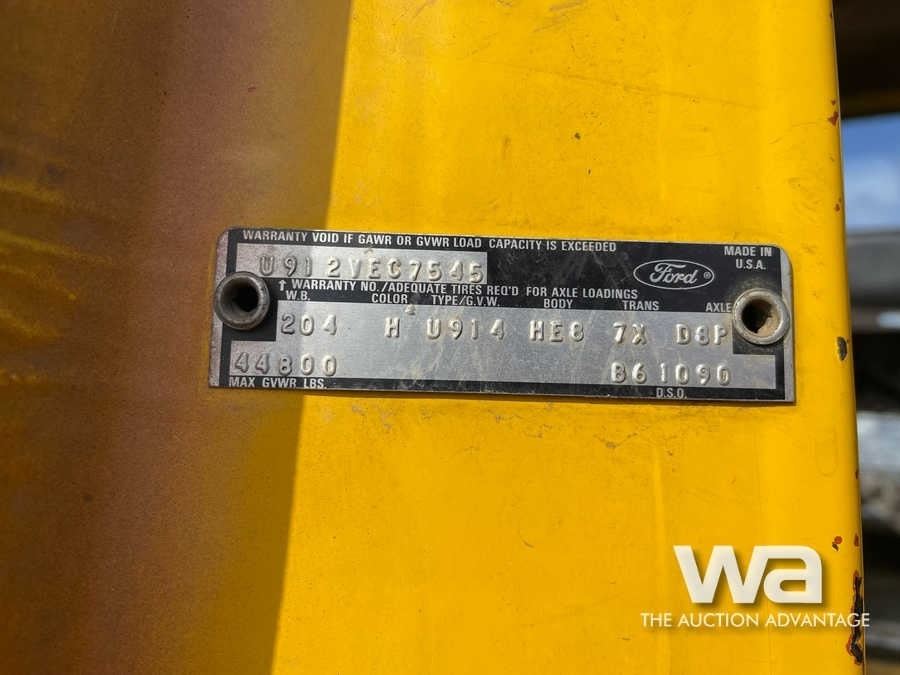 WARRANTY VOID IF GAWR OR GVWR LOAD CAPACITY IS EXCEEDED
MADE IN U.S.A.
U912VEC7545
Ford ®
↑ WARRANTY NO./ADEQUATE TIRES REQ'D FOR AXLE LOADINGS
W.B. COLOR TYPE/G.V.W. BODY TRANS AXLE
204 H U914 HE8 7X D8P
44800 B61090
MAX GVWR LBS. D.S.O.
wa
THE AUCTION ADVANTAGE